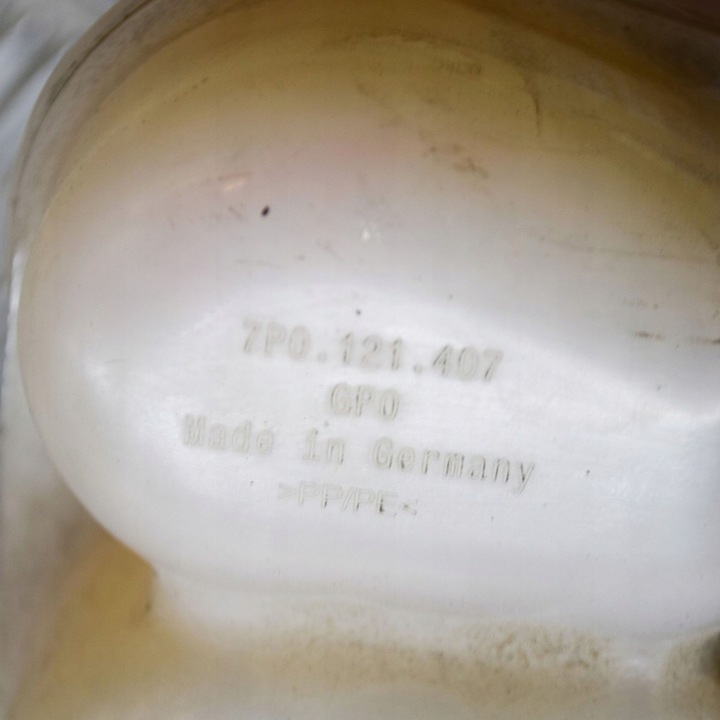 7P0.121.407
GPO
Made in Germany
>PP/PE<